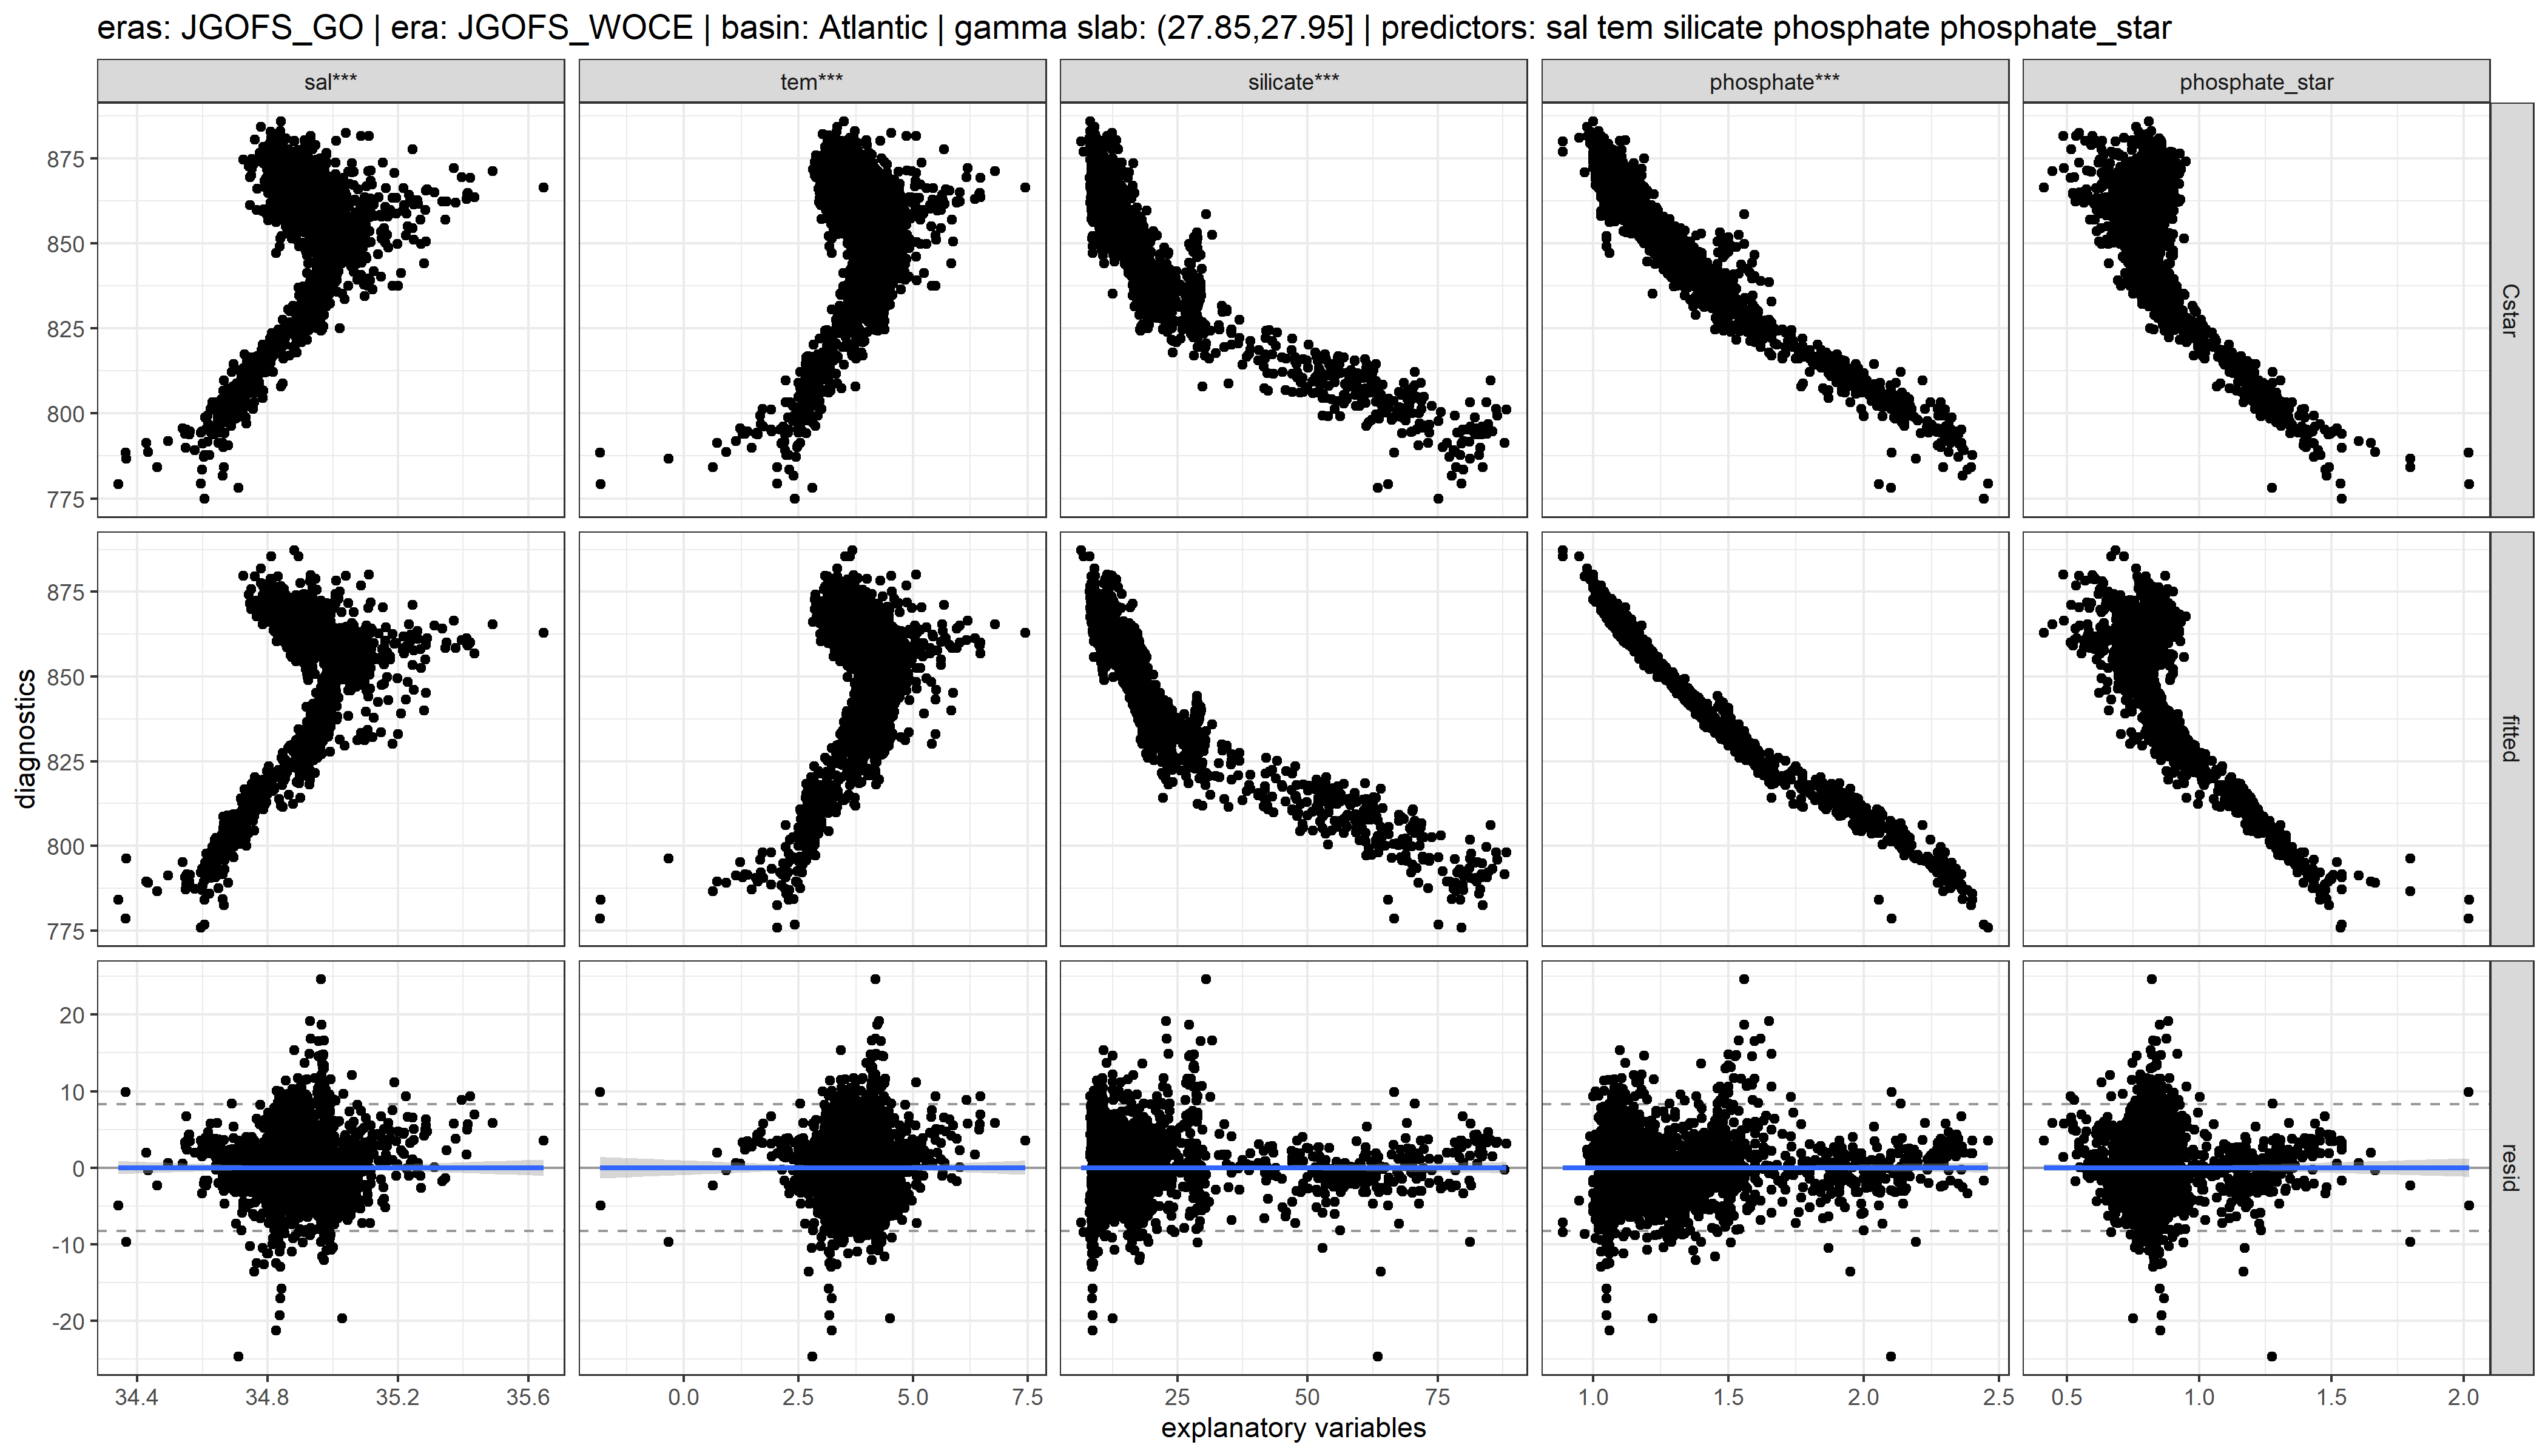 eras: JGOFS_GO | era: JGOFS_WOCE | basin: Atlantic | gamma slab: (27.85,27.95] | predictors: sal tem silicate phosphate phosphate_star
sal*** tem*** silicate*** phosphate*** phosphate_star
875
850
825
800
775
Cstar
875
850
825
800
775
fitted
diagnostics
20
10
0
-10
-20
resid
34.4 34.8 35.2 35.6 0.0 2.5 5.0 7.5 25 50 75 1.0 1.5 2.0 2.5 0.5 1.0 1.5 2.0
explanatory variables